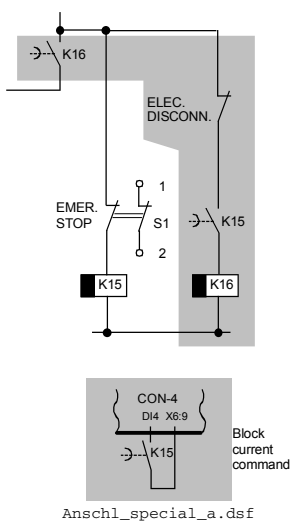 K16
ELEC.
DISCONN.
1
EMER.
STOP
S1
K15
2
K15
K16
CON-4
DI4 X6:9
K15
Block
current
command
Anschl_special_a.dsf